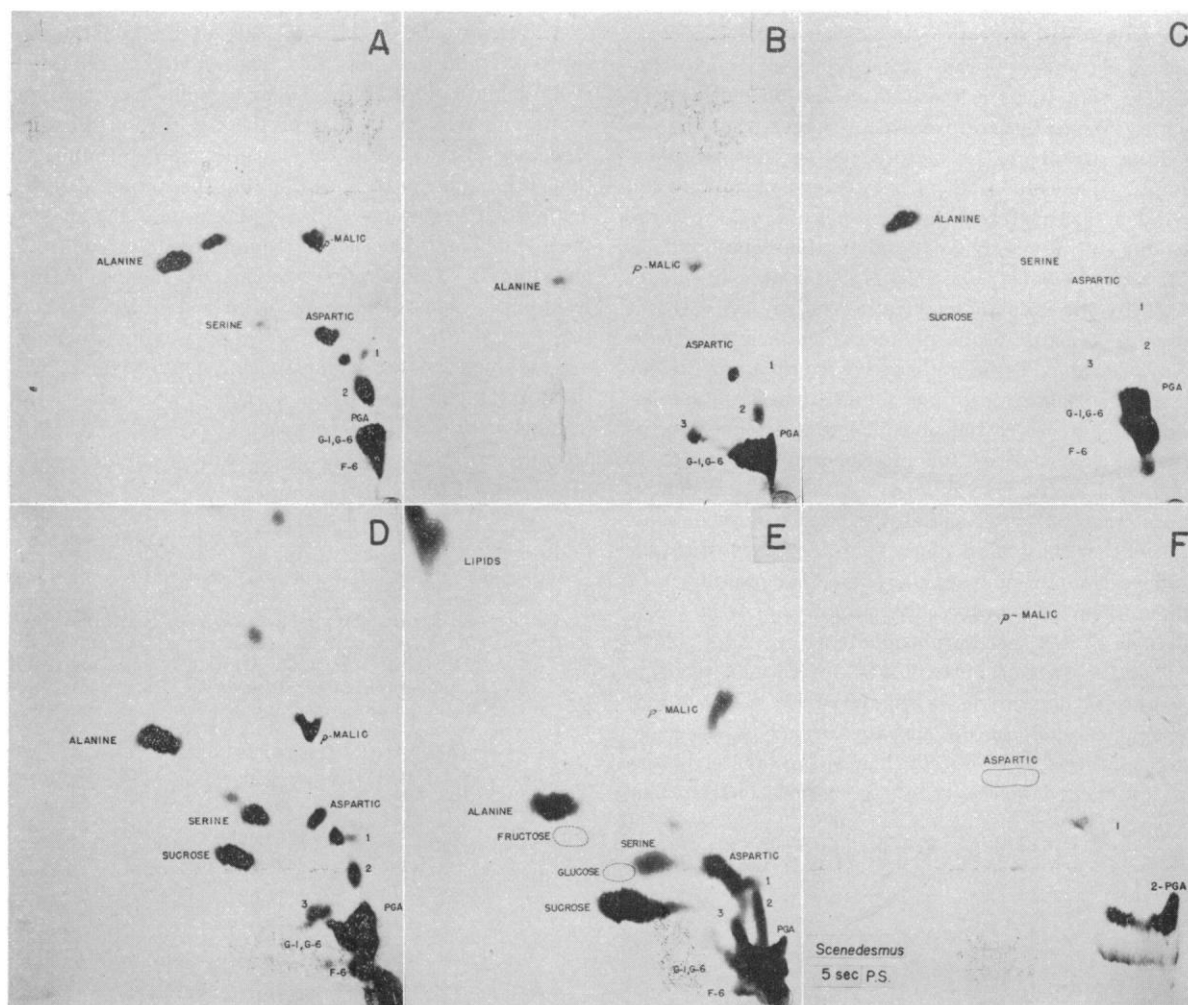 A
ALANINE
p-MALIC
SERINE
ASPARTIC
1
2
PGA
G-1, G-6
F-6
B
ALANINE
p-MALIC
ASPARTIC
1
2
3
PGA
G-1, G-6
C
ALANINE
SERINE
ASPARTIC
SUCROSE
1
2
3
PGA
G-1, G-6
F-6
D
ALANINE
p-MALIC
SERINE
ASPARTIC
1
SUCROSE
2
3
PGA
G-1, G-6
F-6
E
LIPIDS
p-MALIC
ALANINE
FRUCTOSE
SERINE
ASPARTIC
GLUCOSE
1
SUCROSE
2
3
PGA
G-1, G-6
F-6
F
p-MALIC
ASPARTIC
1
2-PGA
Scenedesmus
5 sec P.S.